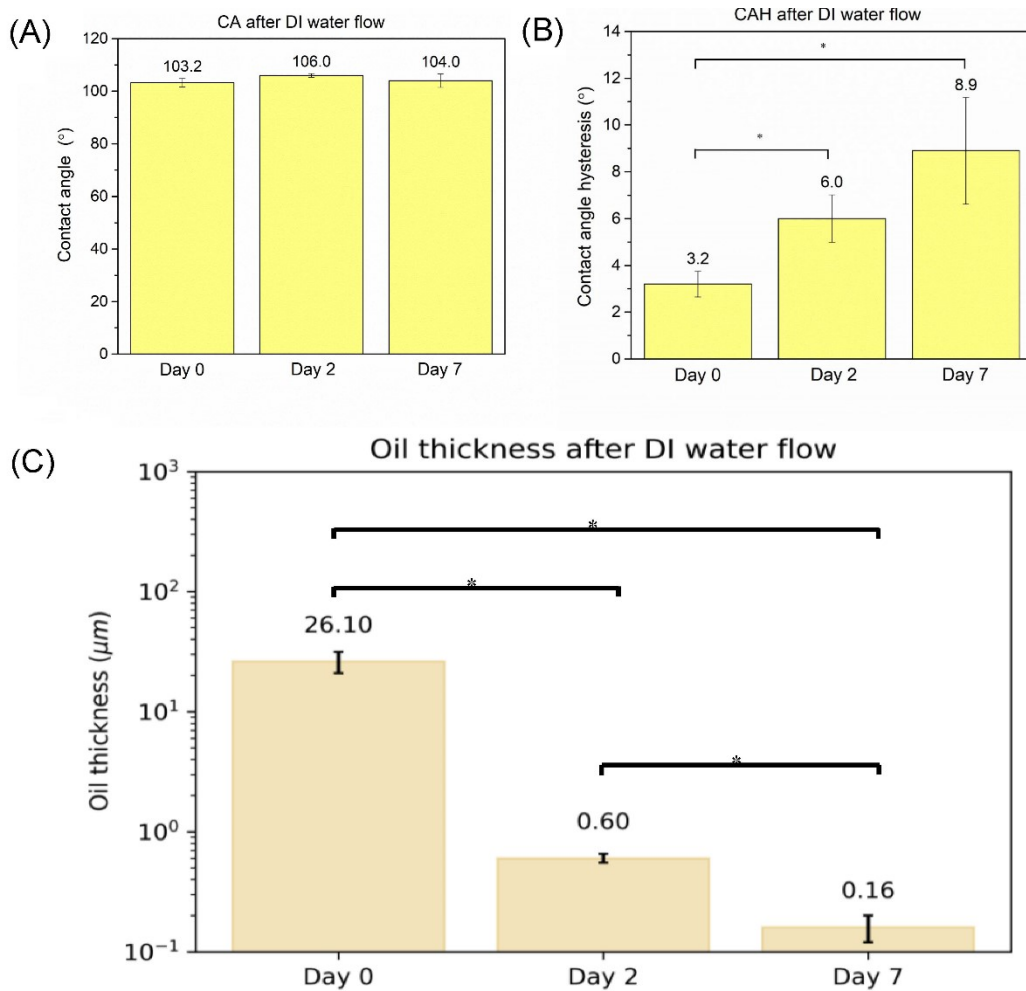 (A)
CA after DI water flow
Contact angle (°)
120
100
80
60
40
20
0
103.2
106.0
104.0
Day 0
Day 2
Day 7
(B)
CAH after DI water flow
Contact angle hysteresis (°)
14
12
10
8
6
4
2
0
*
*
3.2
6.0
8.9
Day 0
Day 2
Day 7
(C)
Oil thickness after DI water flow
Oil thickness (μm)
10³
10²
10¹
10⁰
10⁻¹
*
*
*
26.10
0.60
0.16
Day 0
Day 2
Day 7